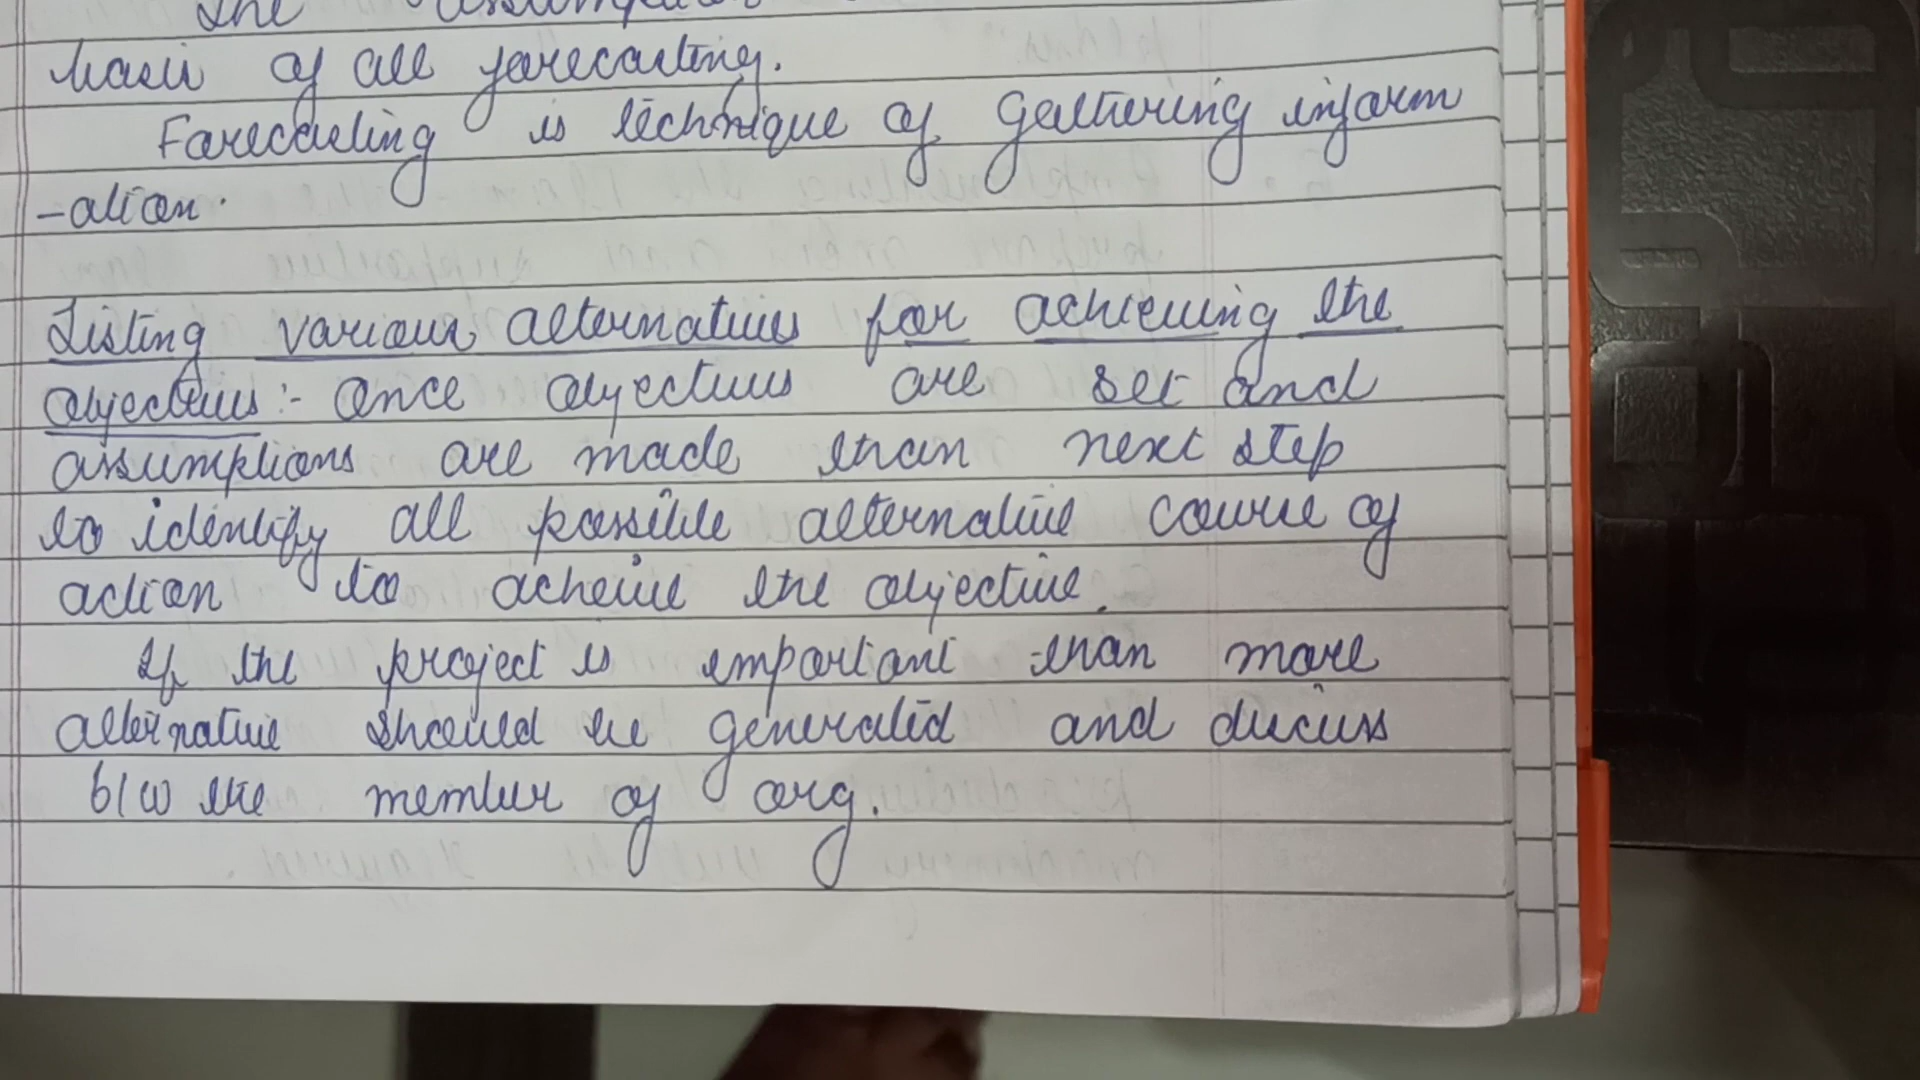 The assumption
basis of all forecasting.
Forecasting is technique of gathering inform
-ation.
Listing various alternatives for achieving the
objectives :- once objectives are set and
assumptions are made than next step
to identify all possible alternative course of
action to acheive the objective.
If the project is important than more
alternative should be generated and discuss
b/w the member of org.